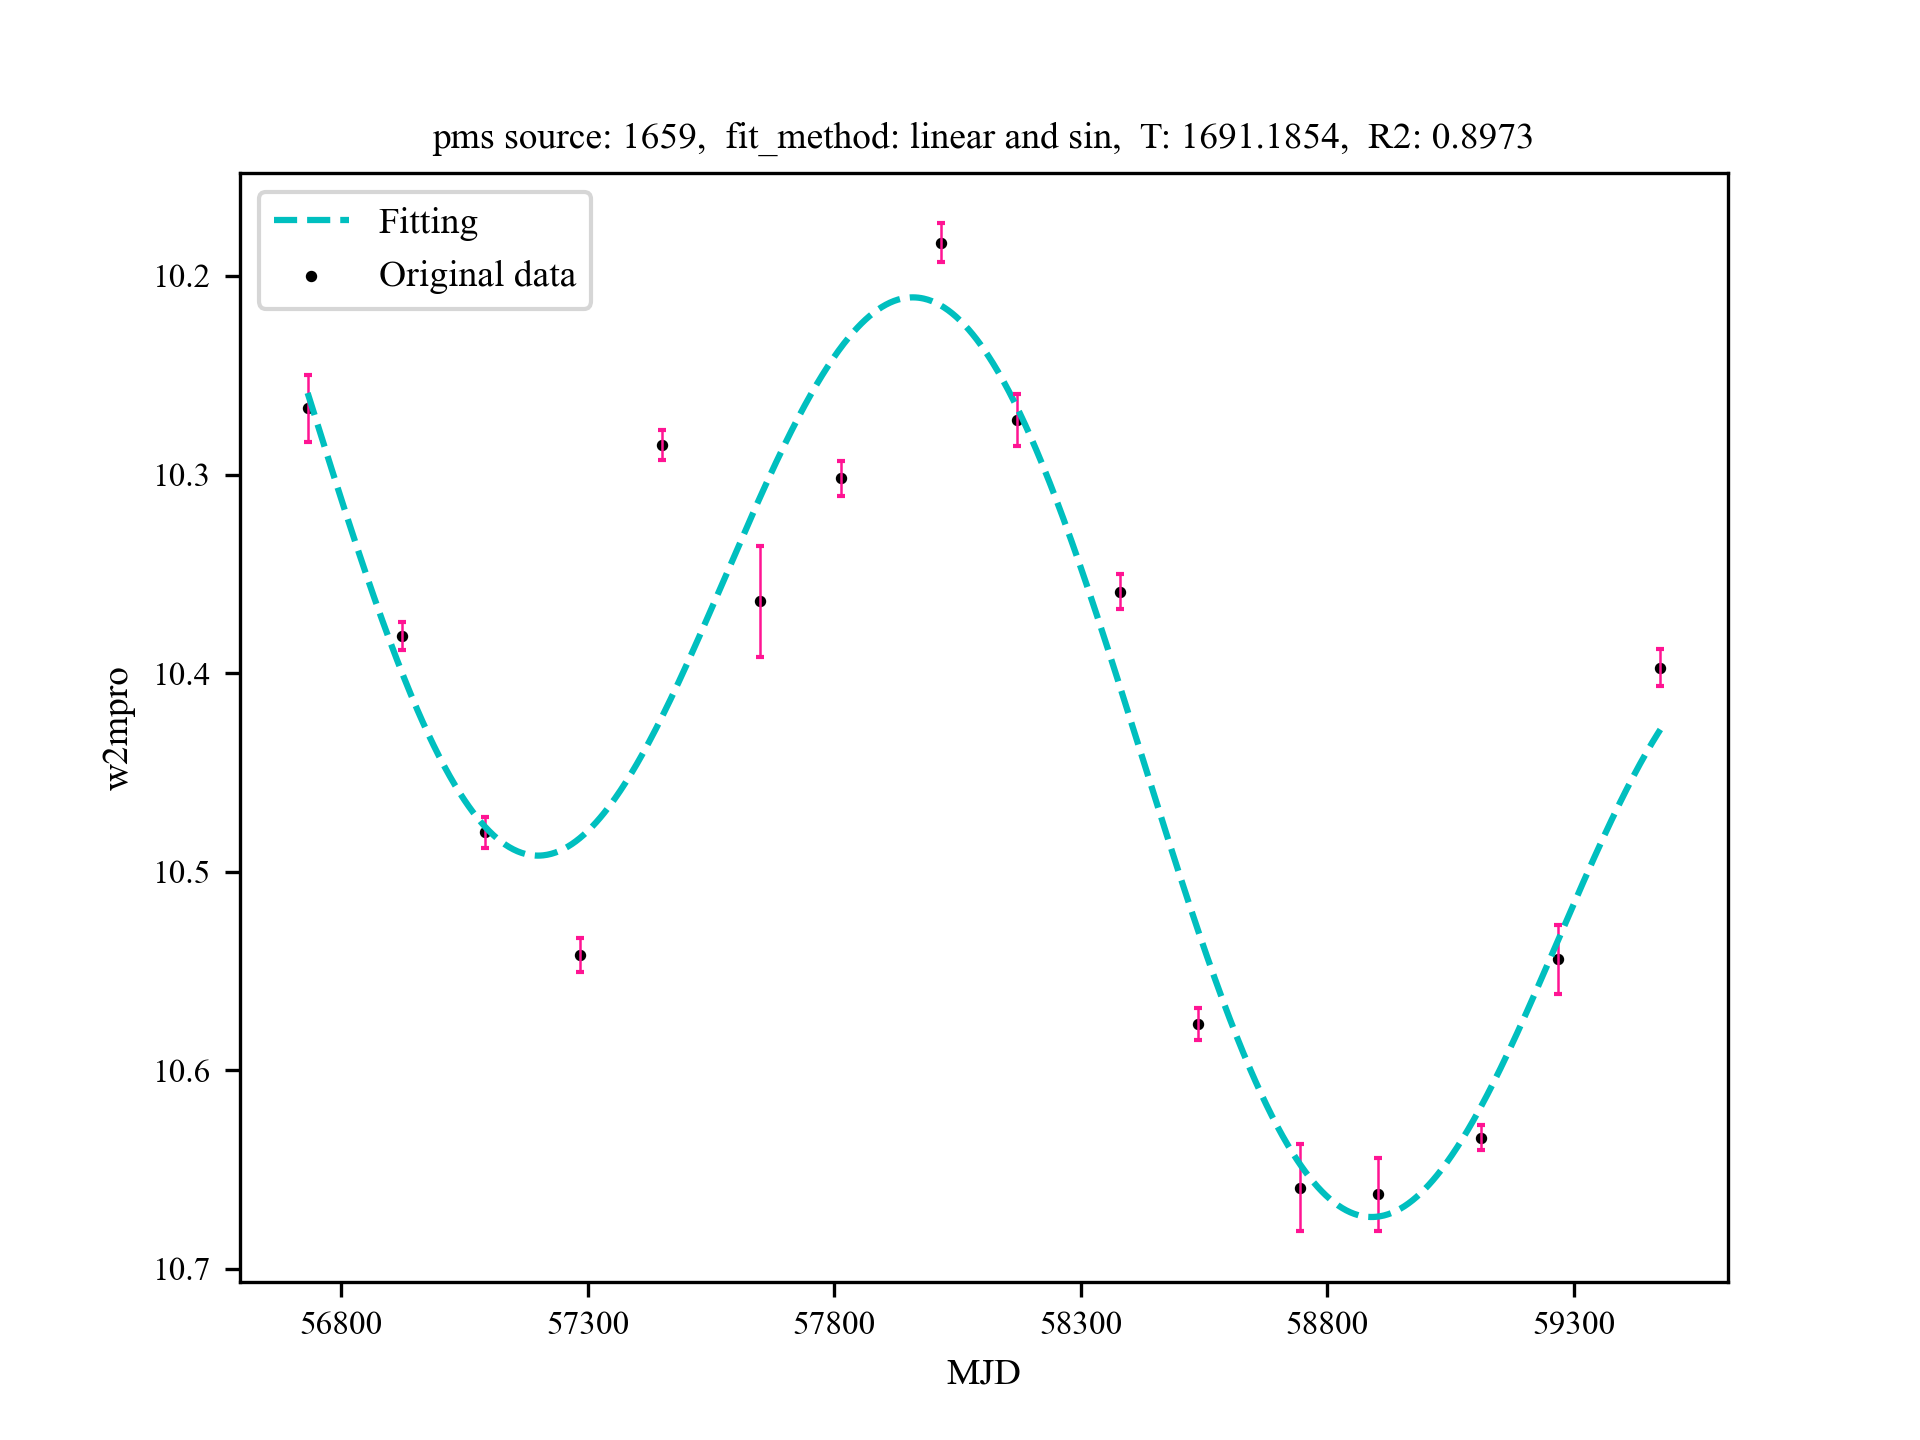 pms source: 1659,  fit_method: linear and sin,  T: 1691.1854,  R2: 0.8973
Fitting
Original data
10.2
10.3
10.4
10.5
10.6
10.7
w2mpro
56800 57300 57800 58300 58800 59300
MJD